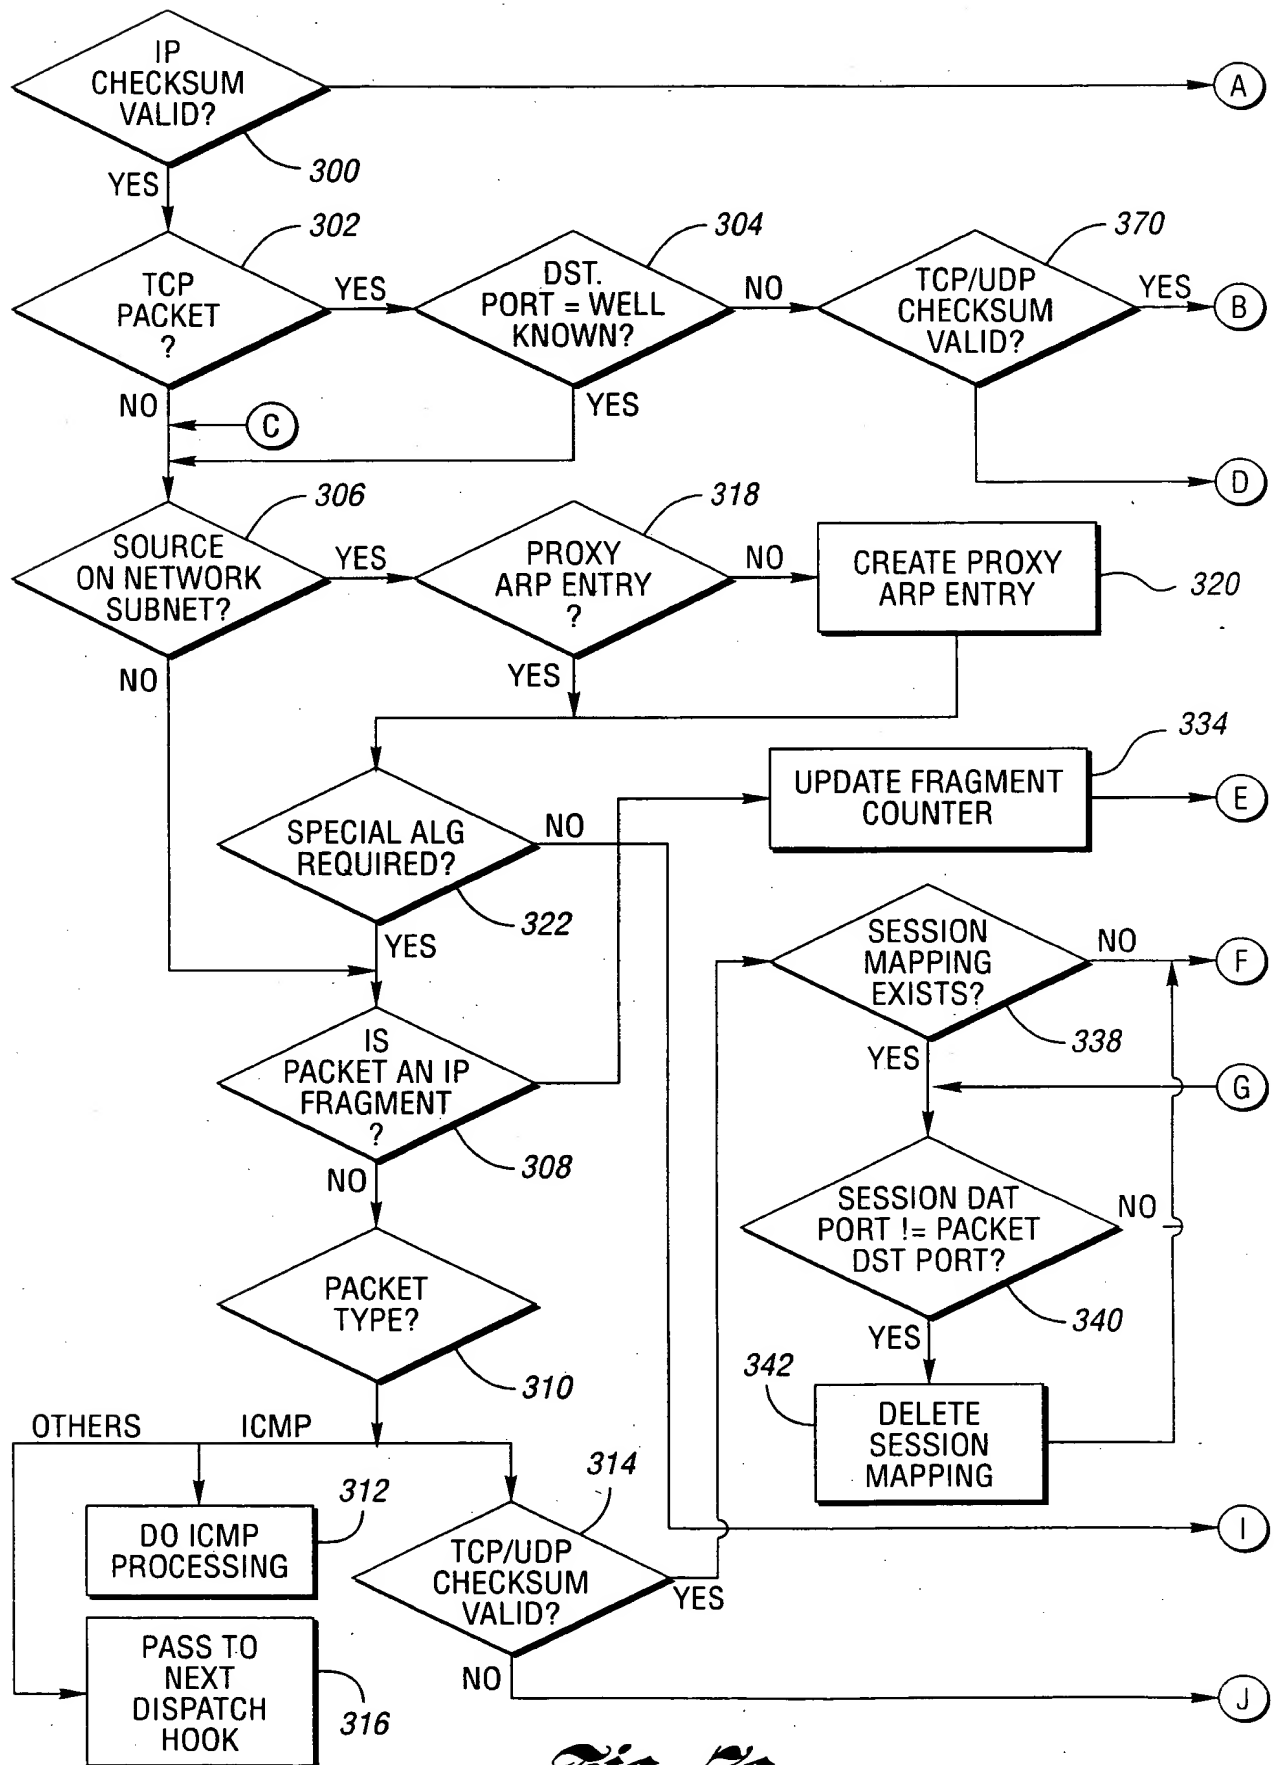 IP
CHECKSUM
VALID?
A
300
YES
302
304
370
TCP
PACKET
?
YES
DST.
PORT = WELL
KNOWN?
NO
TCP/UDP
CHECKSUM
VALID?
YES
B
NO
C
YES
D
306
318
SOURCE
ON NETWORK
SUBNET?
YES
PROXY
ARP ENTRY
?
NO
CREATE PROXY
ARP ENTRY
320
NO
YES
334
UPDATE FRAGMENT
COUNTER
E
SPECIAL ALG
REQUIRED?
NO
322
YES
SESSION
MAPPING
EXISTS?
NO
F
338
YES
G
IS
PACKET AN IP
FRAGMENT
?
308
NO
SESSION DAT
PORT != PACKET
DST PORT?
NO
340
YES
PACKET
TYPE?
310
342
DELETE
SESSION
MAPPING
OTHERS
ICMP
312
DO ICMP
PROCESSING
314
TCP/UDP
CHECKSUM
VALID?
YES
I
NO
J
PASS TO
NEXT
DISPATCH
HOOK
316